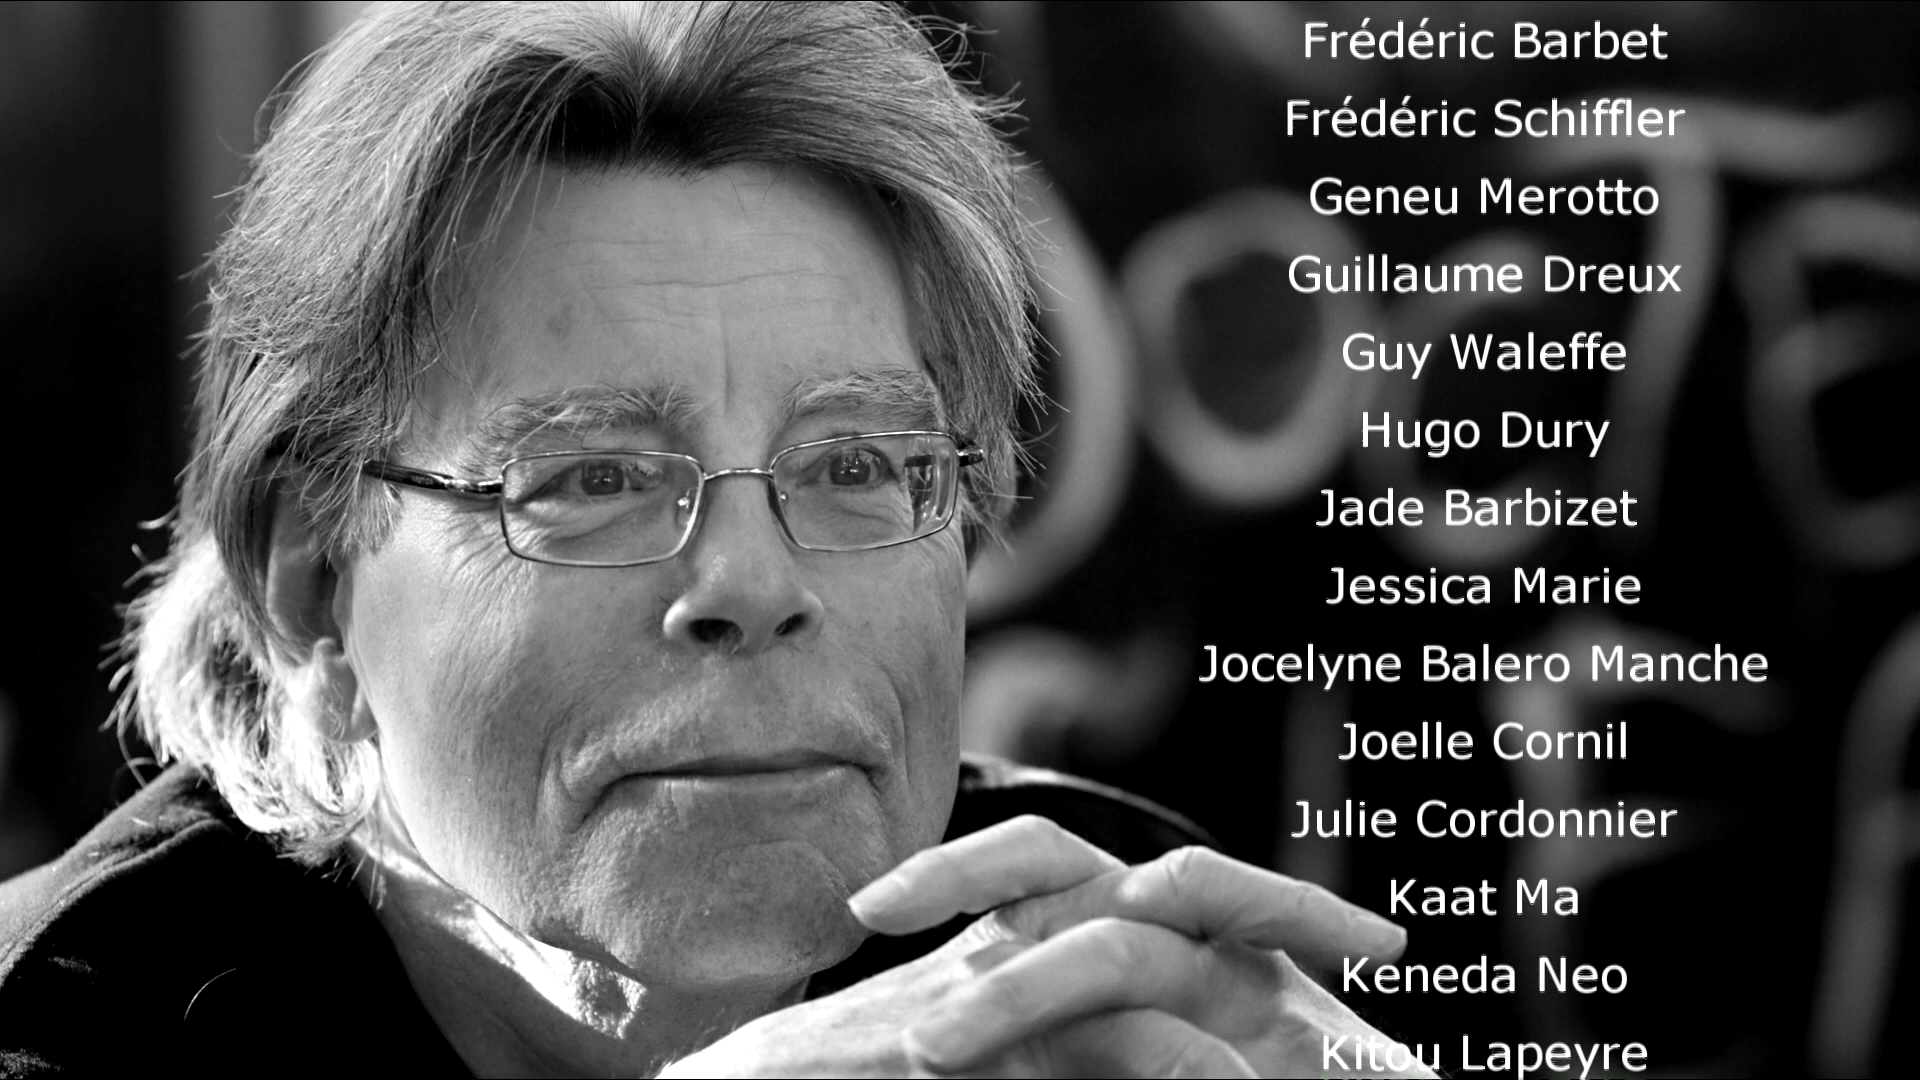 Frédéric Barbet
Frédéric Schiffler
Geneu Merotto
Guillaume Dreux
Guy Waleffe
Hugo Dury
Jade Barbizet
Jessica Marie
Jocelyne Balero Manche
Joelle Cornil
Julie Cordonnier
Kaat Ma
Keneda Neo
Kitou Lapeyre